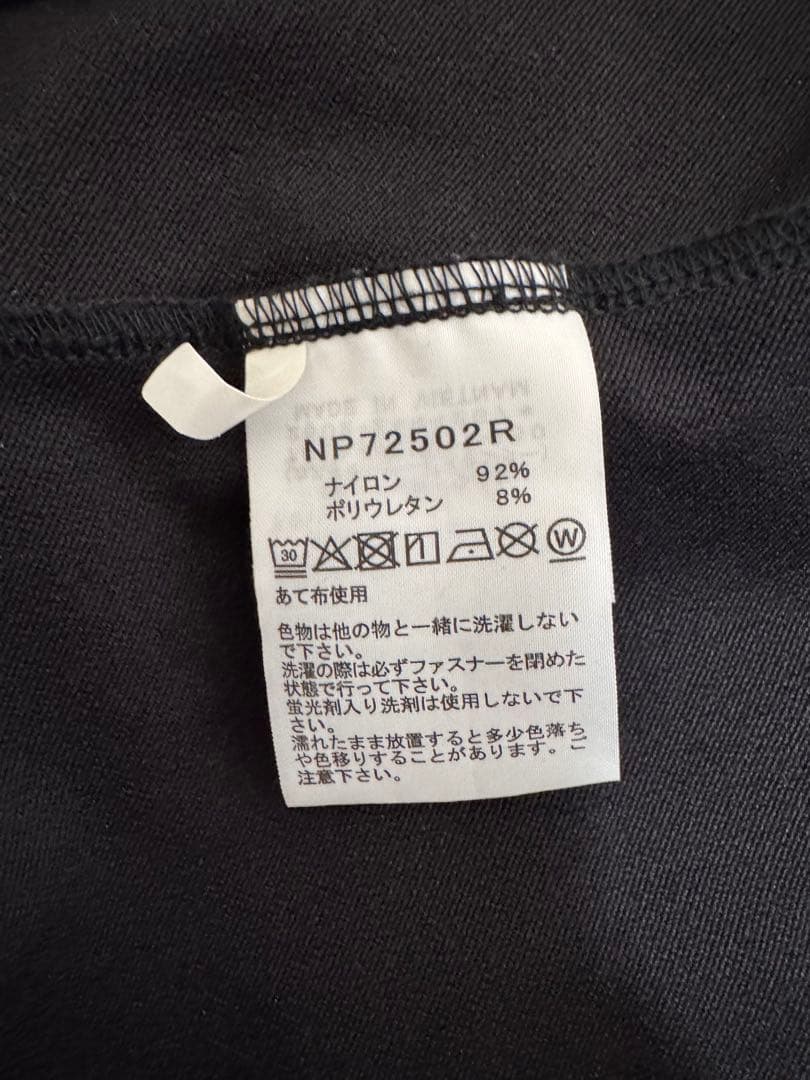 NP72502R
ナイロン 92%
ポリウレタン 8%
30
W
あて布使用
色物は他の物と一緒に洗濯しない
で下さい。
洗濯の際は必ずファスナーを閉めた
状態で行って下さい。
蛍光剤入り洗剤は使用しないで下
さい。
濡れたまま放置すると多少色落ち
や色移りすることがあります。ご
注意下さい。